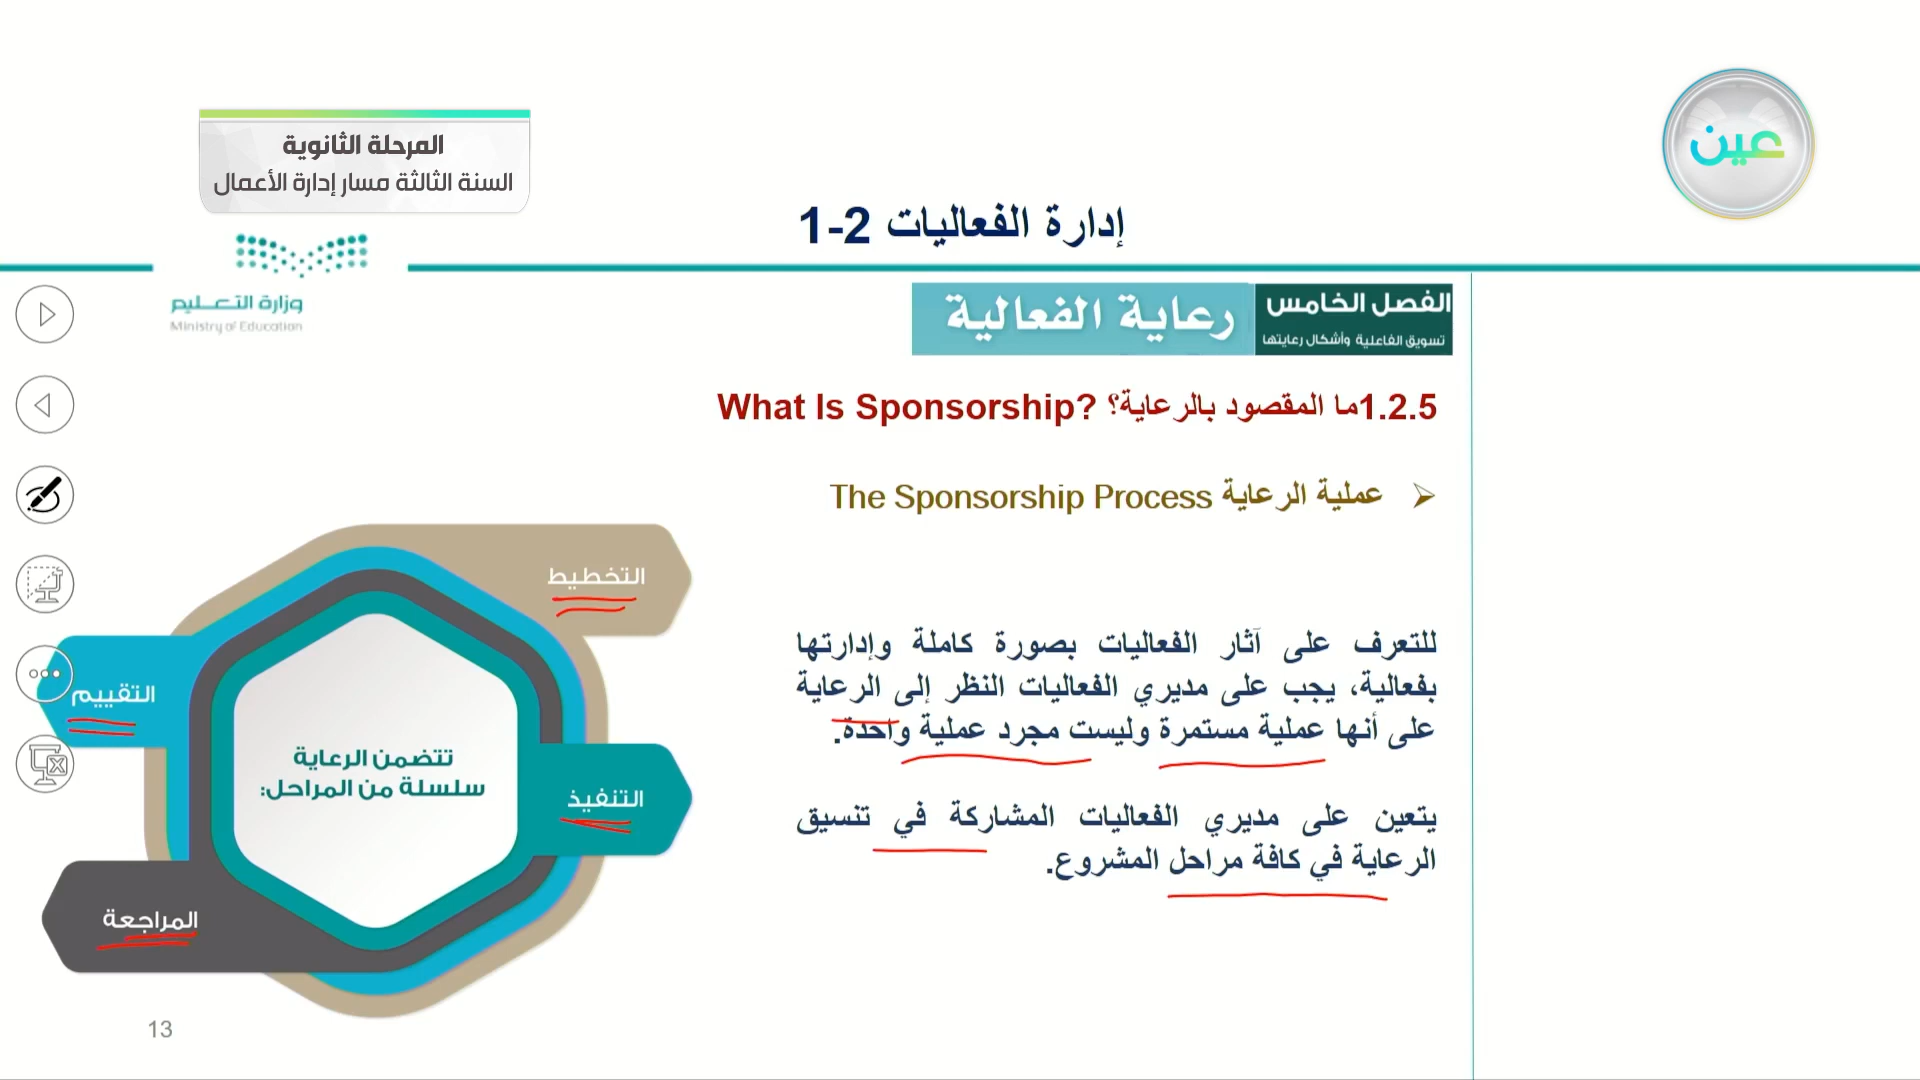 عين
المرحلة الثانوية
السنة الثالثة مسار إدارة الأعمال
إدارة الفعاليات 2-1
وزارة التعليم
Ministry of Education
الفصل الخامس
تسويق الفاعلية وأشكال رعايتها
رعاية الفعالية
1.2.5ما المقصود بالرعاية؟ What Is Sponsorship?
عملية الرعاية The Sponsorship Process
للتعرف على آثار الفعاليات بصورة كاملة وإدارتها
بفعالية، يجب على مديري الفعاليات النظر إلى الرعاية
على أنها عملية مستمرة وليست مجرد عملية واحدة.
يتعين على مديري الفعاليات المشاركة في تنسيق
الرعاية في كافة مراحل المشروع.
تتضمن الرعاية
سلسلة من المراحل:
التخطيط
التنفيذ
التقييم
المراجعة
13